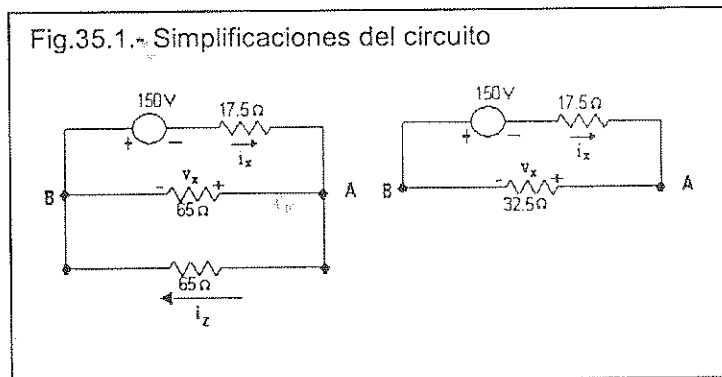 Fig.35.1.- Simplificaciones del circuito
150V
17.5Ω
+ −
i_x
v_x
B - + A
65Ω
65Ω
i_z
150V
17.5Ω
+ −
i_x
v_x
B - + A
32.5Ω